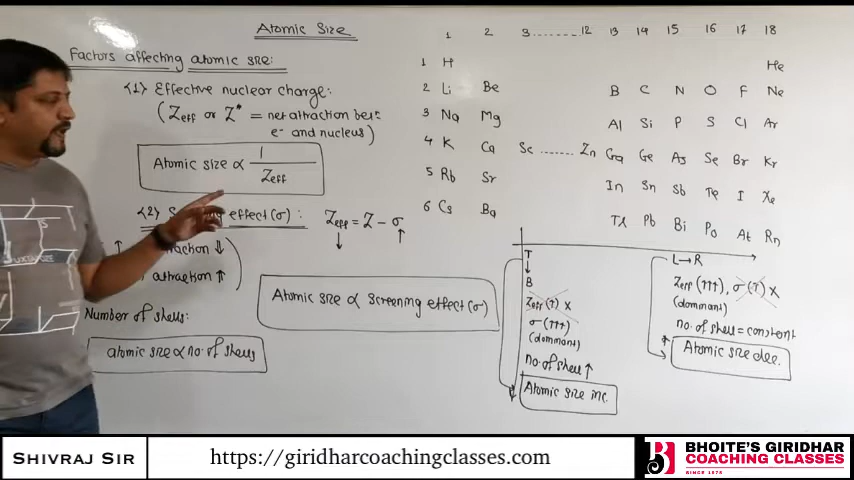 Atomic Size
Factors affecting atomic size:
(1) Effective nuclear charge:
(Zeff or Z* = net attraction betn
e⁻ and nucleus)
Atomic size ∝ 1/Zeff
(2) effect (σ) :
Zeff = Z - σ
↓ ↑
↑ attraction ↓
attraction ↑
Number of shells:
atomic size ∝ no. of shells
Atomic size ∝ screening effect (σ)
1 2 3........12 13 14 15 16 17 18
1 H He
2 Li Be B C N O F Ne
3 Na Mg Al Si P S Cl Ar
4 K Ca Sc ....... Zn Ga Ge As Se Br Kr
5 Rb Sr In Sn Sb Te I Xe
6 Cs Ba Tl Pb Bi Po At Rn
T
↓
B
Zeff (↑) x
σ (↑↑↑)
(dominant)
no. of shell ↑
Atomic size inc.
L → R
Zeff (↑↑↑), σ (↑) x
(dominant)
no. of shell = constant
Atomic size dec.
SHIVRAJ SIR
https://giridharcoachingclasses.com
BHOITE'S GIRIDHAR
COACHING CLASSES
SINCE 1978